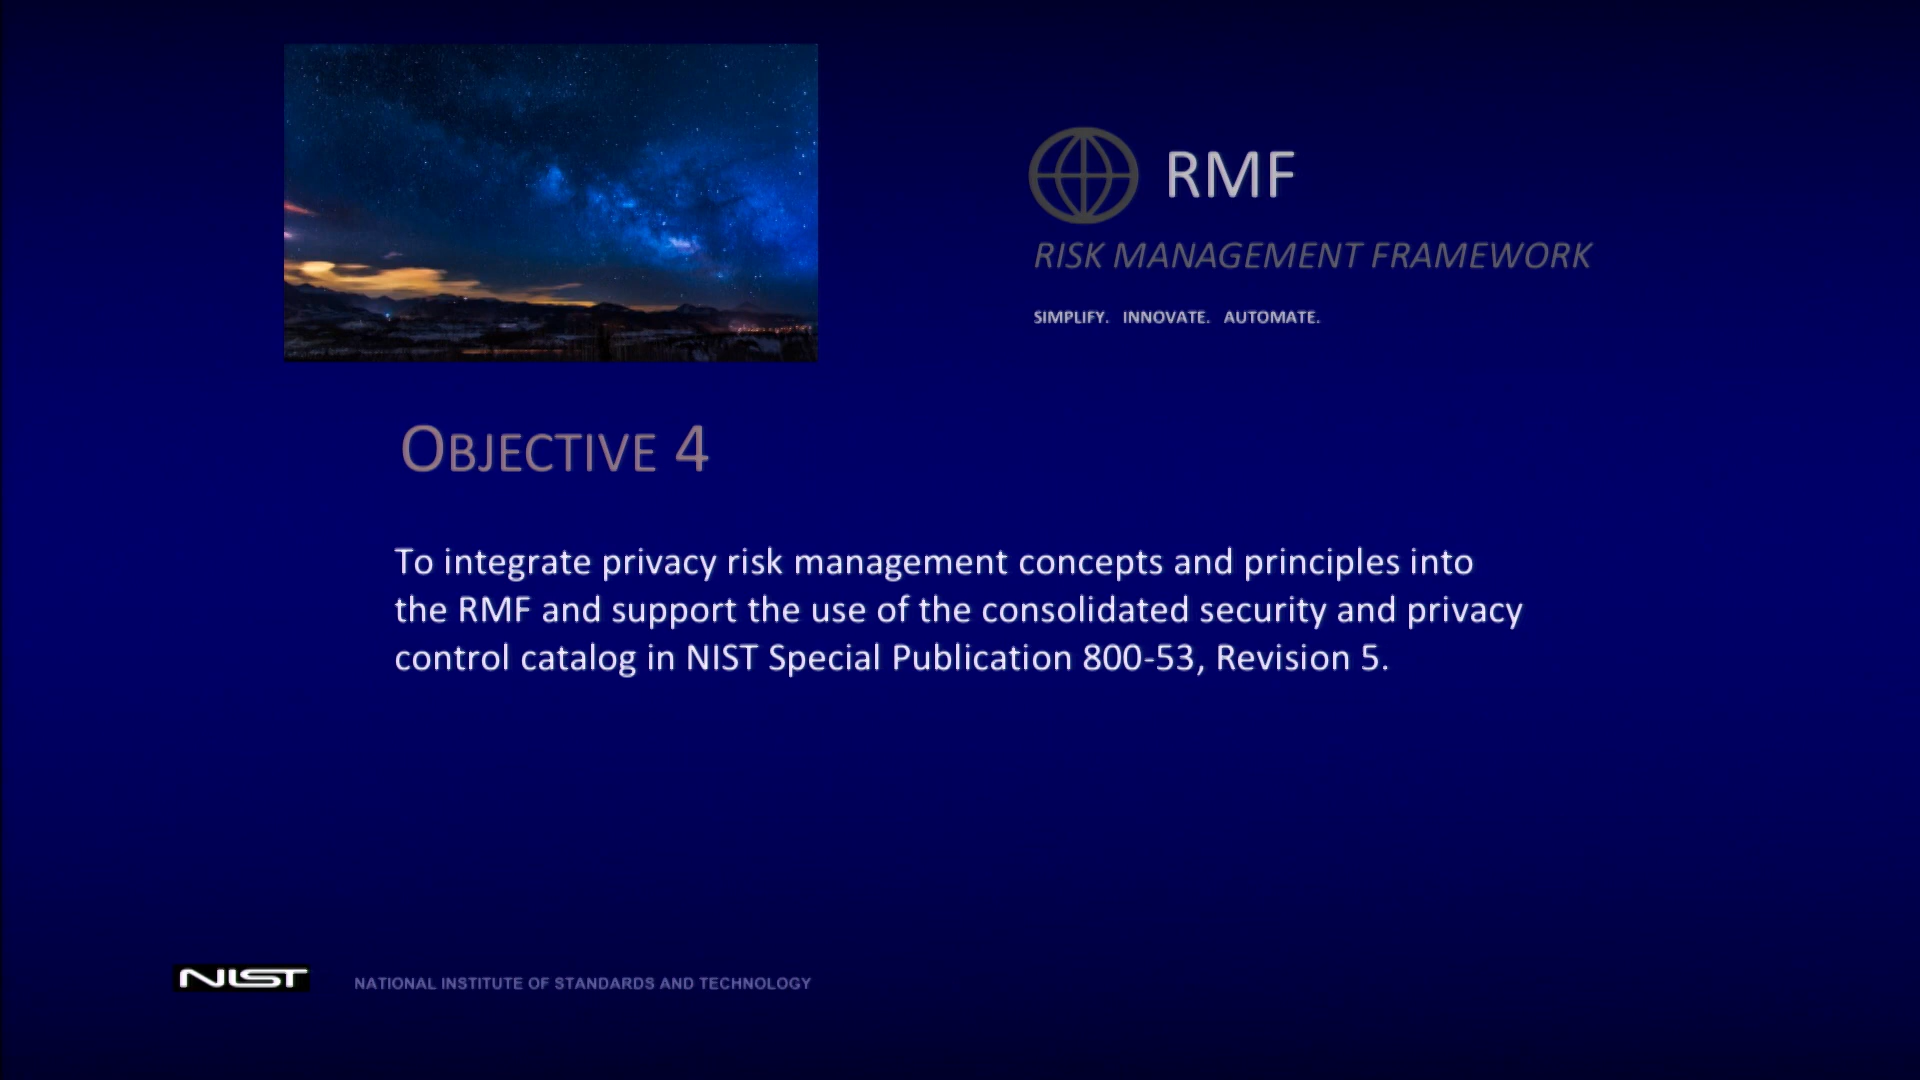 RMF
RISK MANAGEMENT FRAMEWORK
SIMPLIFY. INNOVATE. AUTOMATE.
OBJECTIVE 4
To integrate privacy risk management concepts and principles into
the RMF and support the use of the consolidated security and privacy
control catalog in NIST Special Publication 800-53, Revision 5.
NIST
NATIONAL INSTITUTE OF STANDARDS AND TECHNOLOGY